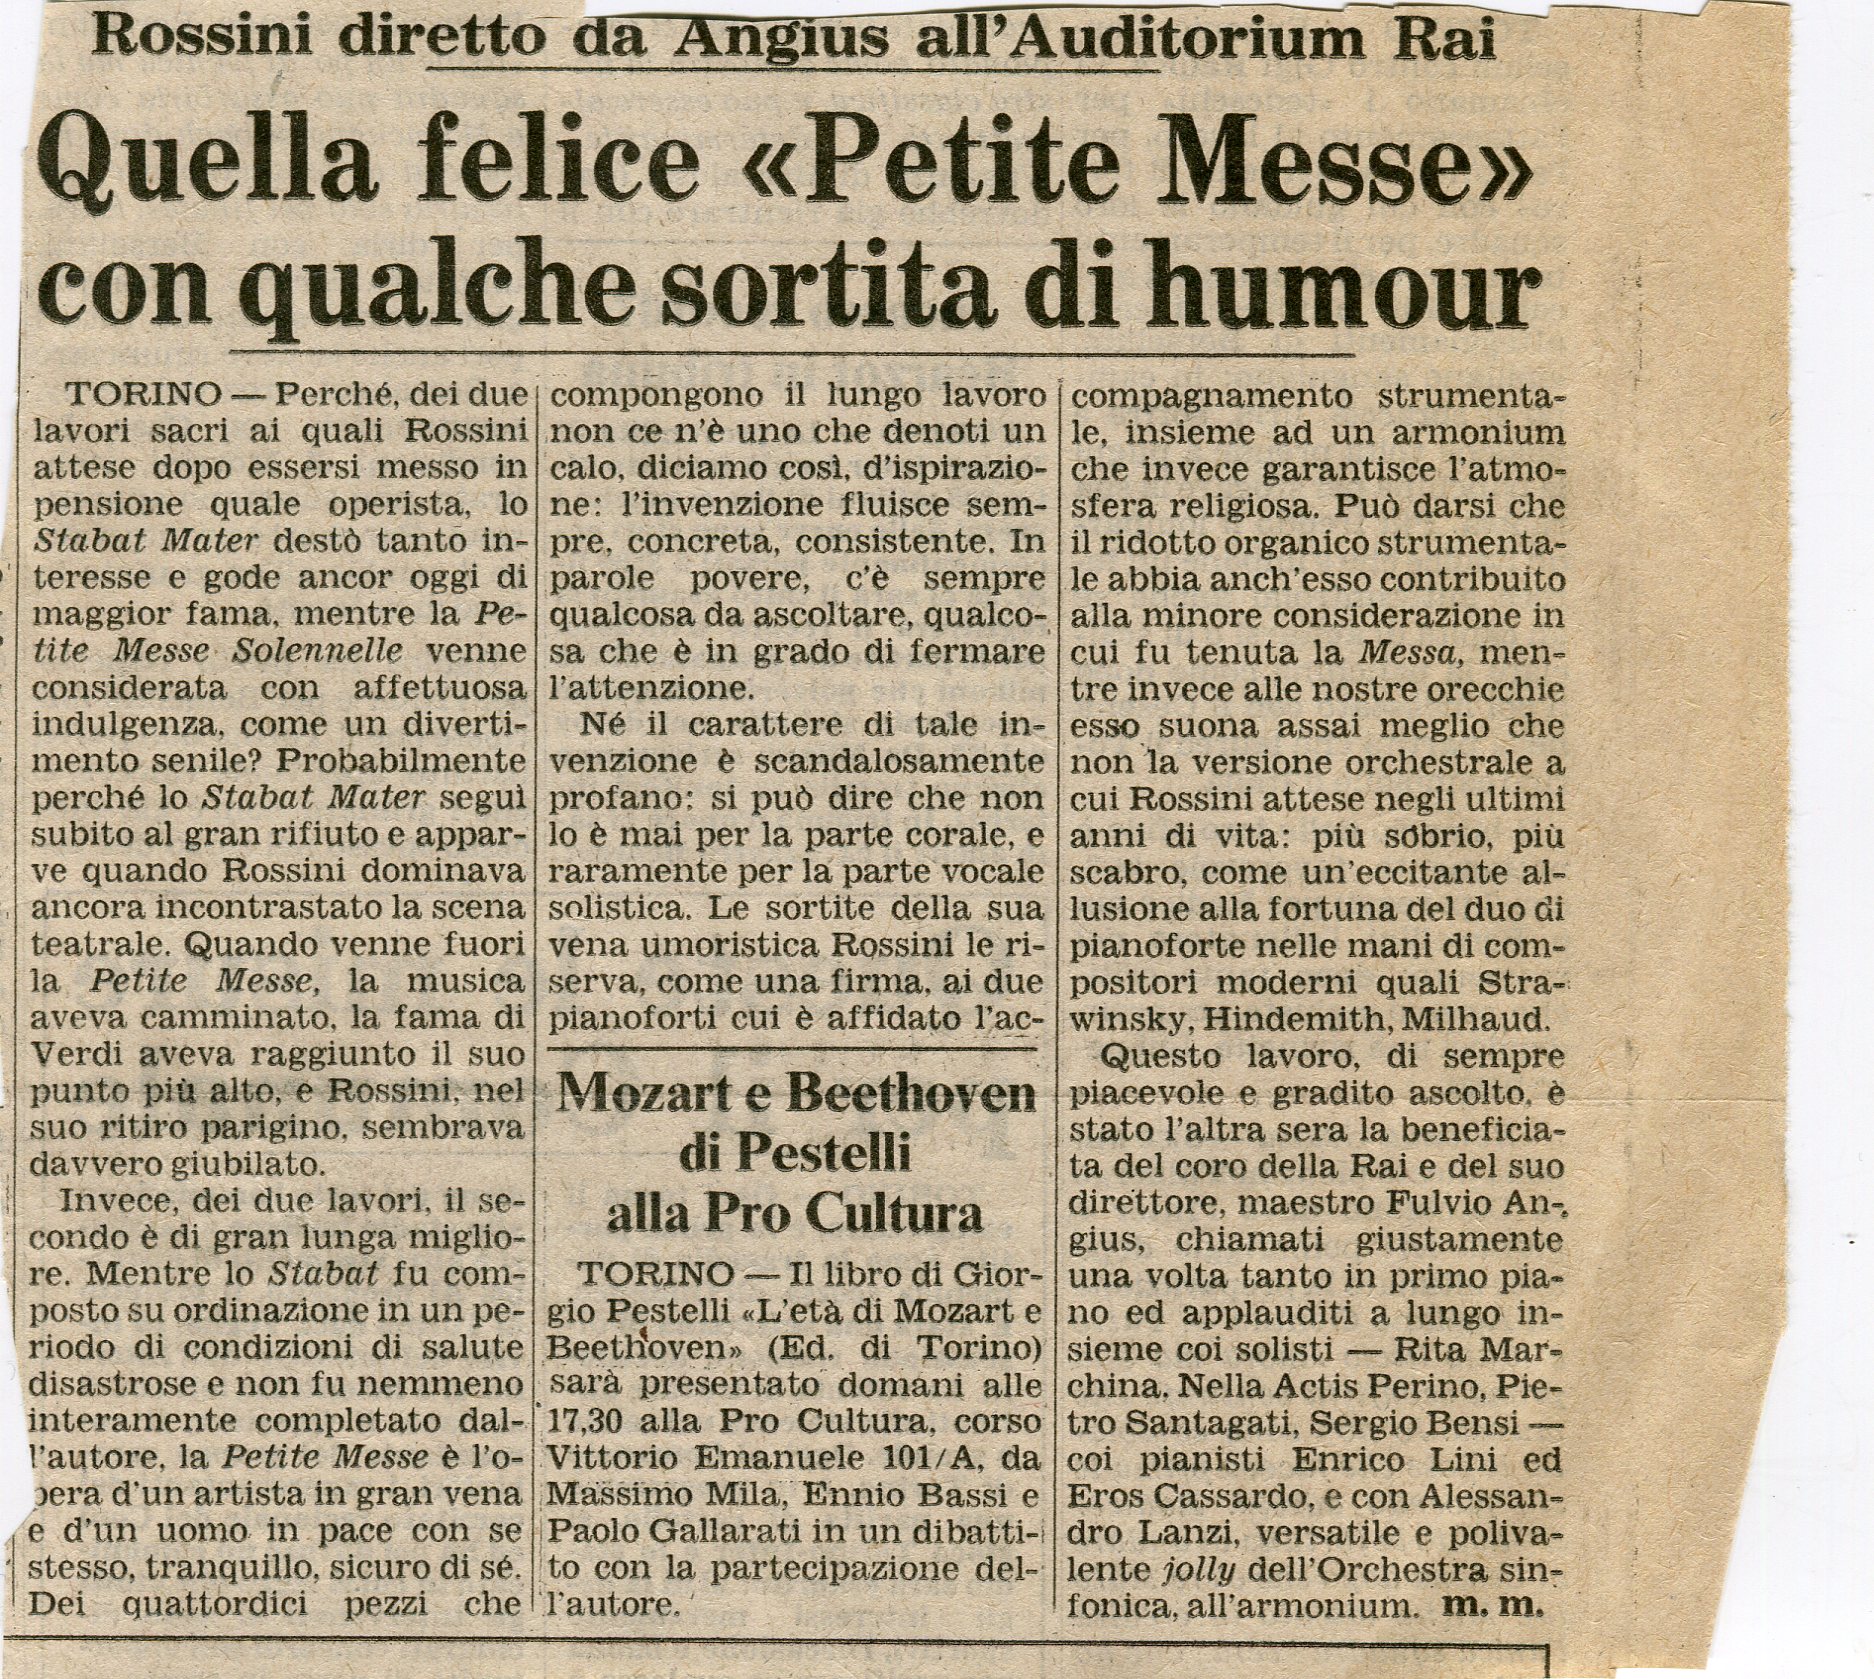 Rossini diretto da Angius all'Auditorium Rai
Quella felice «Petite Messe»
con qualche sortita di humour
TORINO — Perché, dei due
lavori sacri ai quali Rossini
attese dopo essersi messo in
pensione quale operista, lo
Stabat Mater destò tanto in-
teresse e gode ancor oggi di
maggior fama, mentre la Pe-
tite Messe Solennelle venne
considerata con affettuosa
indulgenza, come un diverti-
mento senile? Probabilmente
perché lo Stabat Mater seguì
subito al gran rifiuto e appar-
ve quando Rossini dominava
ancora incontrastato la scena
teatrale. Quando venne fuori
la Petite Messe, la musica
aveva camminato, la fama di
Verdi aveva raggiunto il suo
punto più alto, e Rossini, nel
suo ritiro parigino, sembrava
davvero giubilato.
Invece, dei due lavori, il se-
condo è di gran lunga miglio-
re. Mentre lo Stabat fu com-
posto su ordinazione in un pe-
riodo di condizioni di salute
disastrose e non fu nemmeno
interamente completato dal-
l'autore, la Petite Messe è l'o-
pera d'un artista in gran vena
e d'un uomo in pace con se
stesso, tranquillo, sicuro di sé.
Dei quattordici pezzi che
compongono il lungo lavoro
non ce n'è uno che denoti un
calo, diciamo così, d'ispirazio-
ne: l'invenzione fluisce sem-
pre, concreta, consistente. In
parole povere, c'è sempre
qualcosa da ascoltare, qualco-
sa che è in grado di fermare
l'attenzione.
Né il carattere di tale in-
venzione è scandalosamente
profano: si può dire che non
lo è mai per la parte corale, e
raramente per la parte vocale
solistica. Le sortite della sua
vena umoristica Rossini le ri-
serva, come una firma, ai due
pianoforti cui è affidato l'ac-
compagnamento strumenta-
le, insieme ad un armonium
che invece garantisce l'atmo-
sfera religiosa. Può darsi che
il ridotto organico strumenta-
le abbia anch'esso contribuito
alla minore considerazione in
cui fu tenuta la Messa, men-
tre invece alle nostre orecchie
esso suona assai meglio che
non la versione orchestrale a
cui Rossini attese negli ultimi
anni di vita: più sobrio, più
scabro, come un'eccitante al-
lusione alla fortuna del duo di
pianoforte nelle mani di com-
positori moderni quali Stra-
winsky, Hindemith, Milhaud.
Questo lavoro, di sempre
piacevole e gradito ascolto, è
stato l'altra sera la beneficia-
ta del coro della Rai e del suo
direttore, maestro Fulvio An-
gius, chiamati giustamente
una volta tanto in primo pia-
no ed applauditi a lungo in-
sieme coi solisti — Rita Mar-
china, Nella Actis Perino, Pie-
tro Santagati, Sergio Bensi —
coi pianisti Enrico Lini ed
Eros Cassardo, e con Alessan-
dro Lanzi, versatile e poliva-
lente jolly dell'Orchestra sin-
fonica, all'armonium. m. m.
Mozart e Beethoven
di Pestelli
alla Pro Cultura
TORINO — Il libro di Gior-
gio Pestelli «L'età di Mozart e
Beethoven» (Ed. di Torino)
sarà presentato domani alle
17,30 alla Pro Cultura, corso
Vittorio Emanuele 101/A, da
Massimo Mila, Ennio Bassi e
Paolo Gallarati in un dibatti-
to con la partecipazione del-
l'autore.